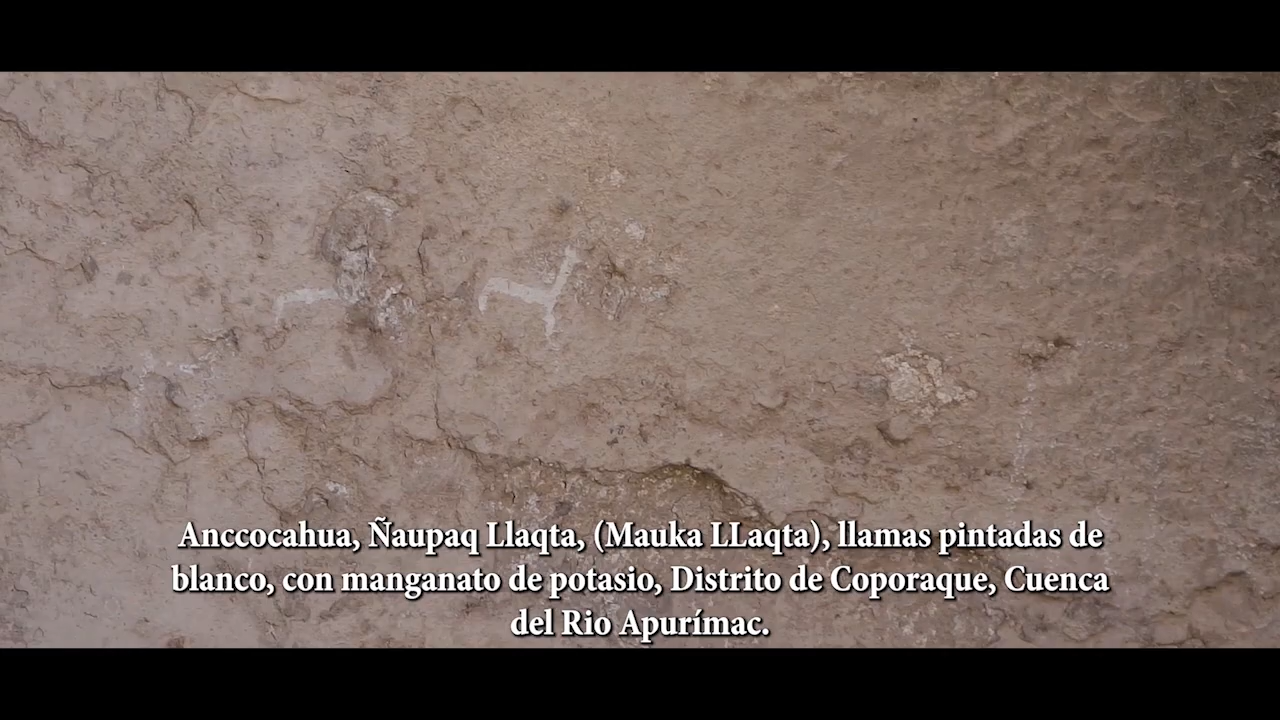 Anccocahua, Ñaupaq Llaqta, (Mauka LLaqta), llamas pintadas de
blanco, con manganato de potasio, Distrito de Coporaque, Cuenca
del Rio Apurímac.